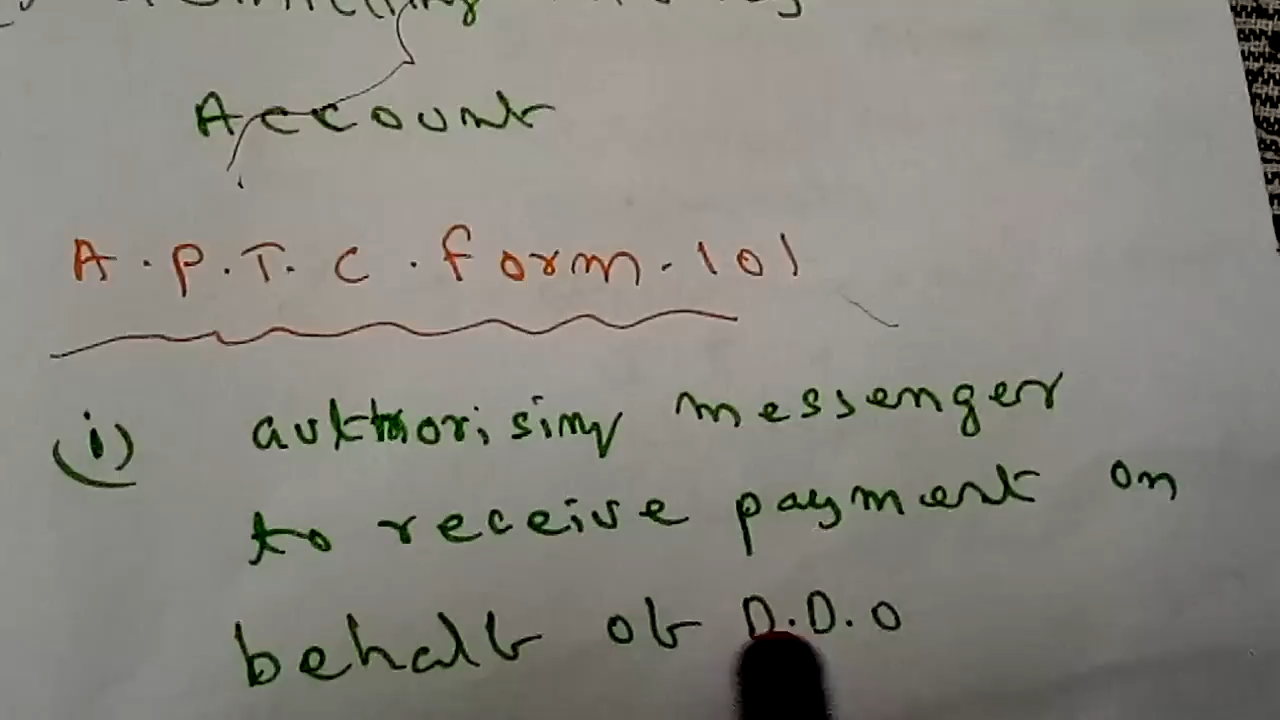 Account
A.P.T.C. form.101
(i) authorising messenger
to receive payment on
behalf of D.D.O